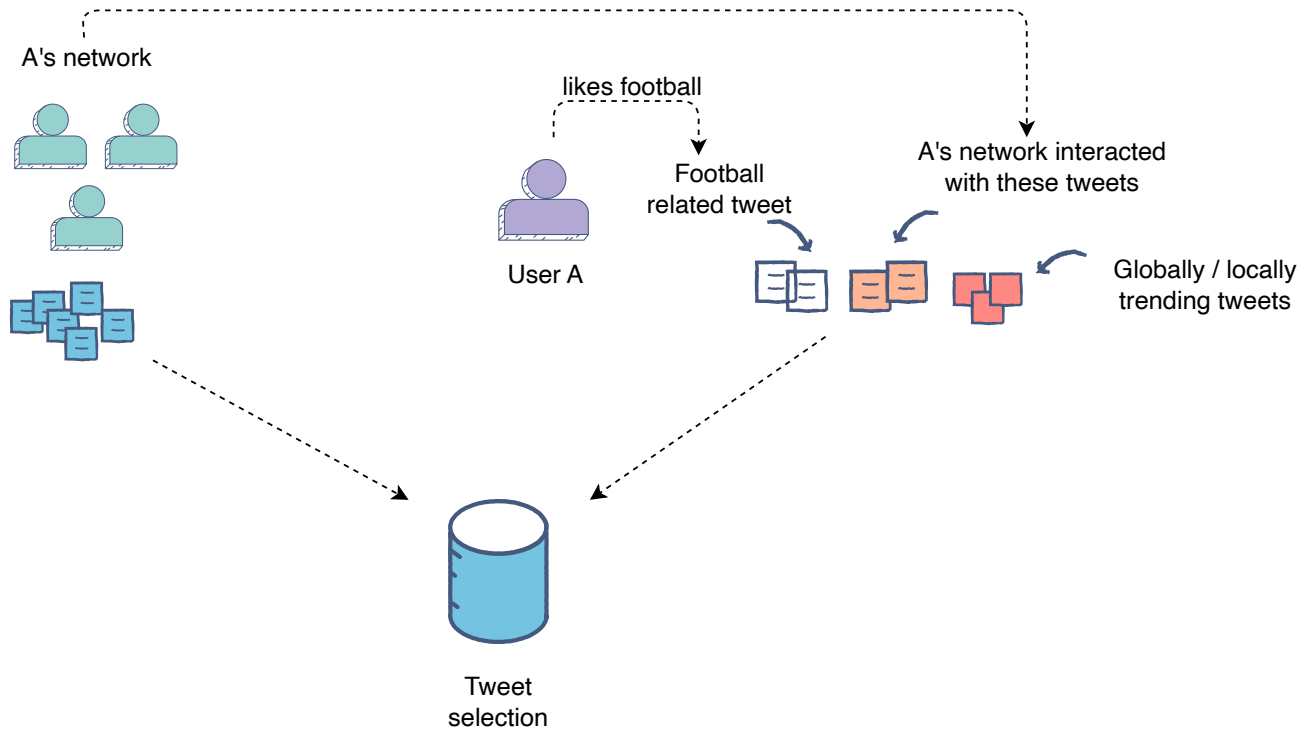 A's network
likes football
Football
related tweet
A's network interacted
with these tweets
User A
Globally / locally
trending tweets
Tweet
selection